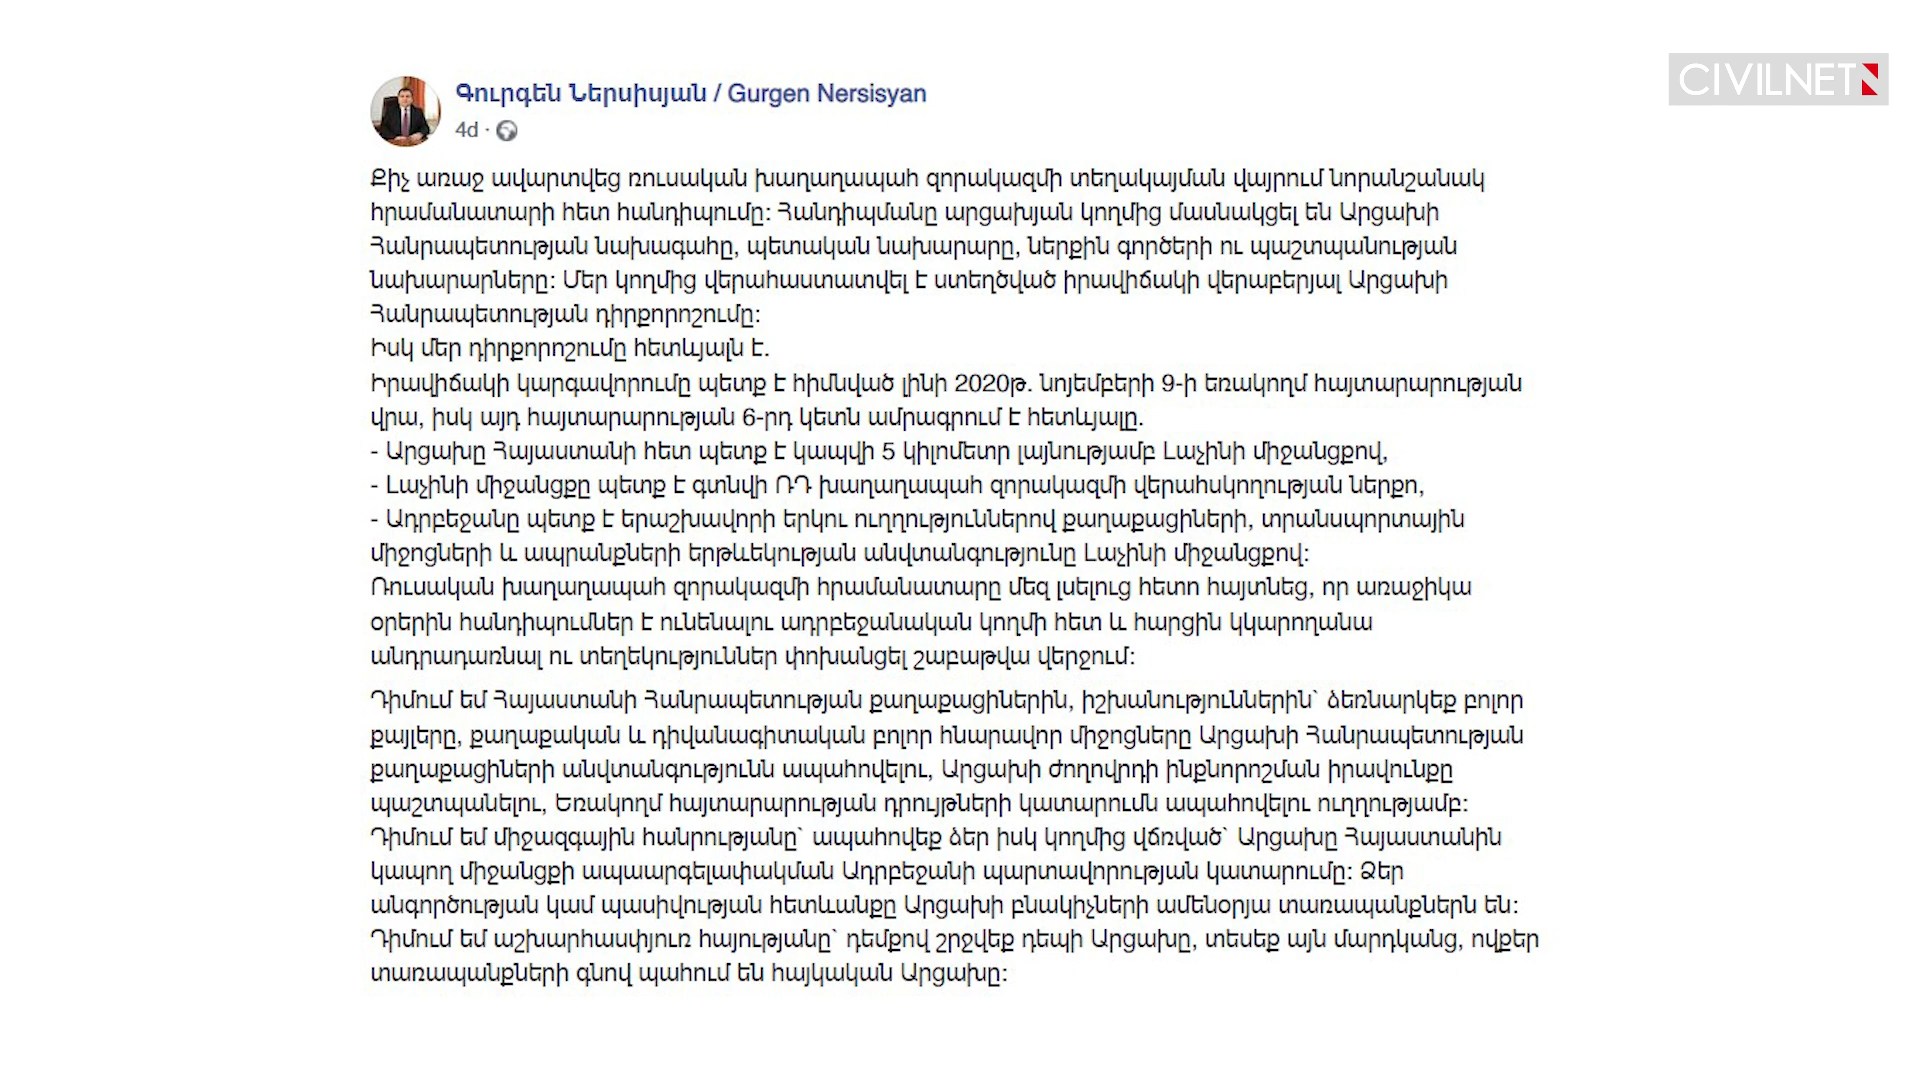 CIVILNET
Գուրգեն Ներսիսյան / Gurgen Nersisyan
4d ·
Քիչ առաջ ավարտվեց ռուսական խաղաղապահ զորակազմի տեղակայման վայրում նորանշանակ
հրամանատարի հետ հանդիպումը: Հանդիպմանը արցախյան կողմից մասնակցել են Արցախի
Հանրապետության նախագահը, պետական նախարարը, ներքին գործերի ու պաշտպանության
նախարարները: Մեր կողմից վերահաստատվել է ստեղծված իրավիճակի վերաբերյալ Արցախի
Հանրապետության դիրքորոշումը:
Իսկ մեր դիրքորոշումը հետևյալն է.
Իրավիճակի կարգավորումը պետք է հիմնված լինի 2020թ. նոյեմբերի 9-ի եռակողմ հայտարարության
վրա, իսկ այդ հայտարարության 6-րդ կետն ամրագրում է հետևյալը.
- Արցախը Հայաստանի հետ պետք է կապվի 5 կիլոմետր լայնությամբ Լաչինի միջանցքով,
- Լաչինի միջանցքը պետք է գտնվի ՌԴ խաղաղապահ զորակազմի վերահսկողության ներքո,
- Ադրբեջանը պետք է երաշխավորի երկու ուղղություններով քաղաքացիների, տրանսպորտային
միջոցների և ապրանքների երթևեկության անվտանգությունը Լաչինի միջանցքով:
Ռուսական խաղաղապահ զորակազմի հրամանատարը մեզ լսելուց հետո հայտնեց, որ առաջիկա
օրերին հանդիպումներ է ունենալու ադրբեջանական կողմի հետ և հարցին կկարողանա
անդրադառնալ ու տեղեկություններ փոխանցել շաբաթվա վերջում:
Դիմում եմ Հայաստանի Հանրապետության քաղաքացիներին, իշխանություններին` ձեռնարկեք բոլոր
քայլերը, քաղաքական և դիվանագիտական բոլոր հնարավոր միջոցները Արցախի Հանրապետության
քաղաքացիների անվտանգությունն ապահովելու, Արցախի ժողովրդի ինքնորոշման իրավունքը
պաշտպանելու, Եռակողմ հայտարարության դրույթների կատարումն ապահովելու ուղղությամբ:
Դիմում եմ միջազգային հանրությանը` ապահովեք ձեր իսկ կողմից վճռված` Արցախը Հայաստանին
կապող միջանցքի ապաարգելափակման Ադրբեջանի պարտավորության կատարումը: Ձեր
անգործության կամ պասիվության հետևանքը Արցախի բնակիչների ամենօրյա տառապանքներն են:
Դիմում եմ աշխարհասփյուռ հայությանը` դեմքով շրջվեք դեպի Արցախը, տեսեք այն մարդկանց, ովքեր
տառապանքների գնով պահում են հայկական Արցախը: